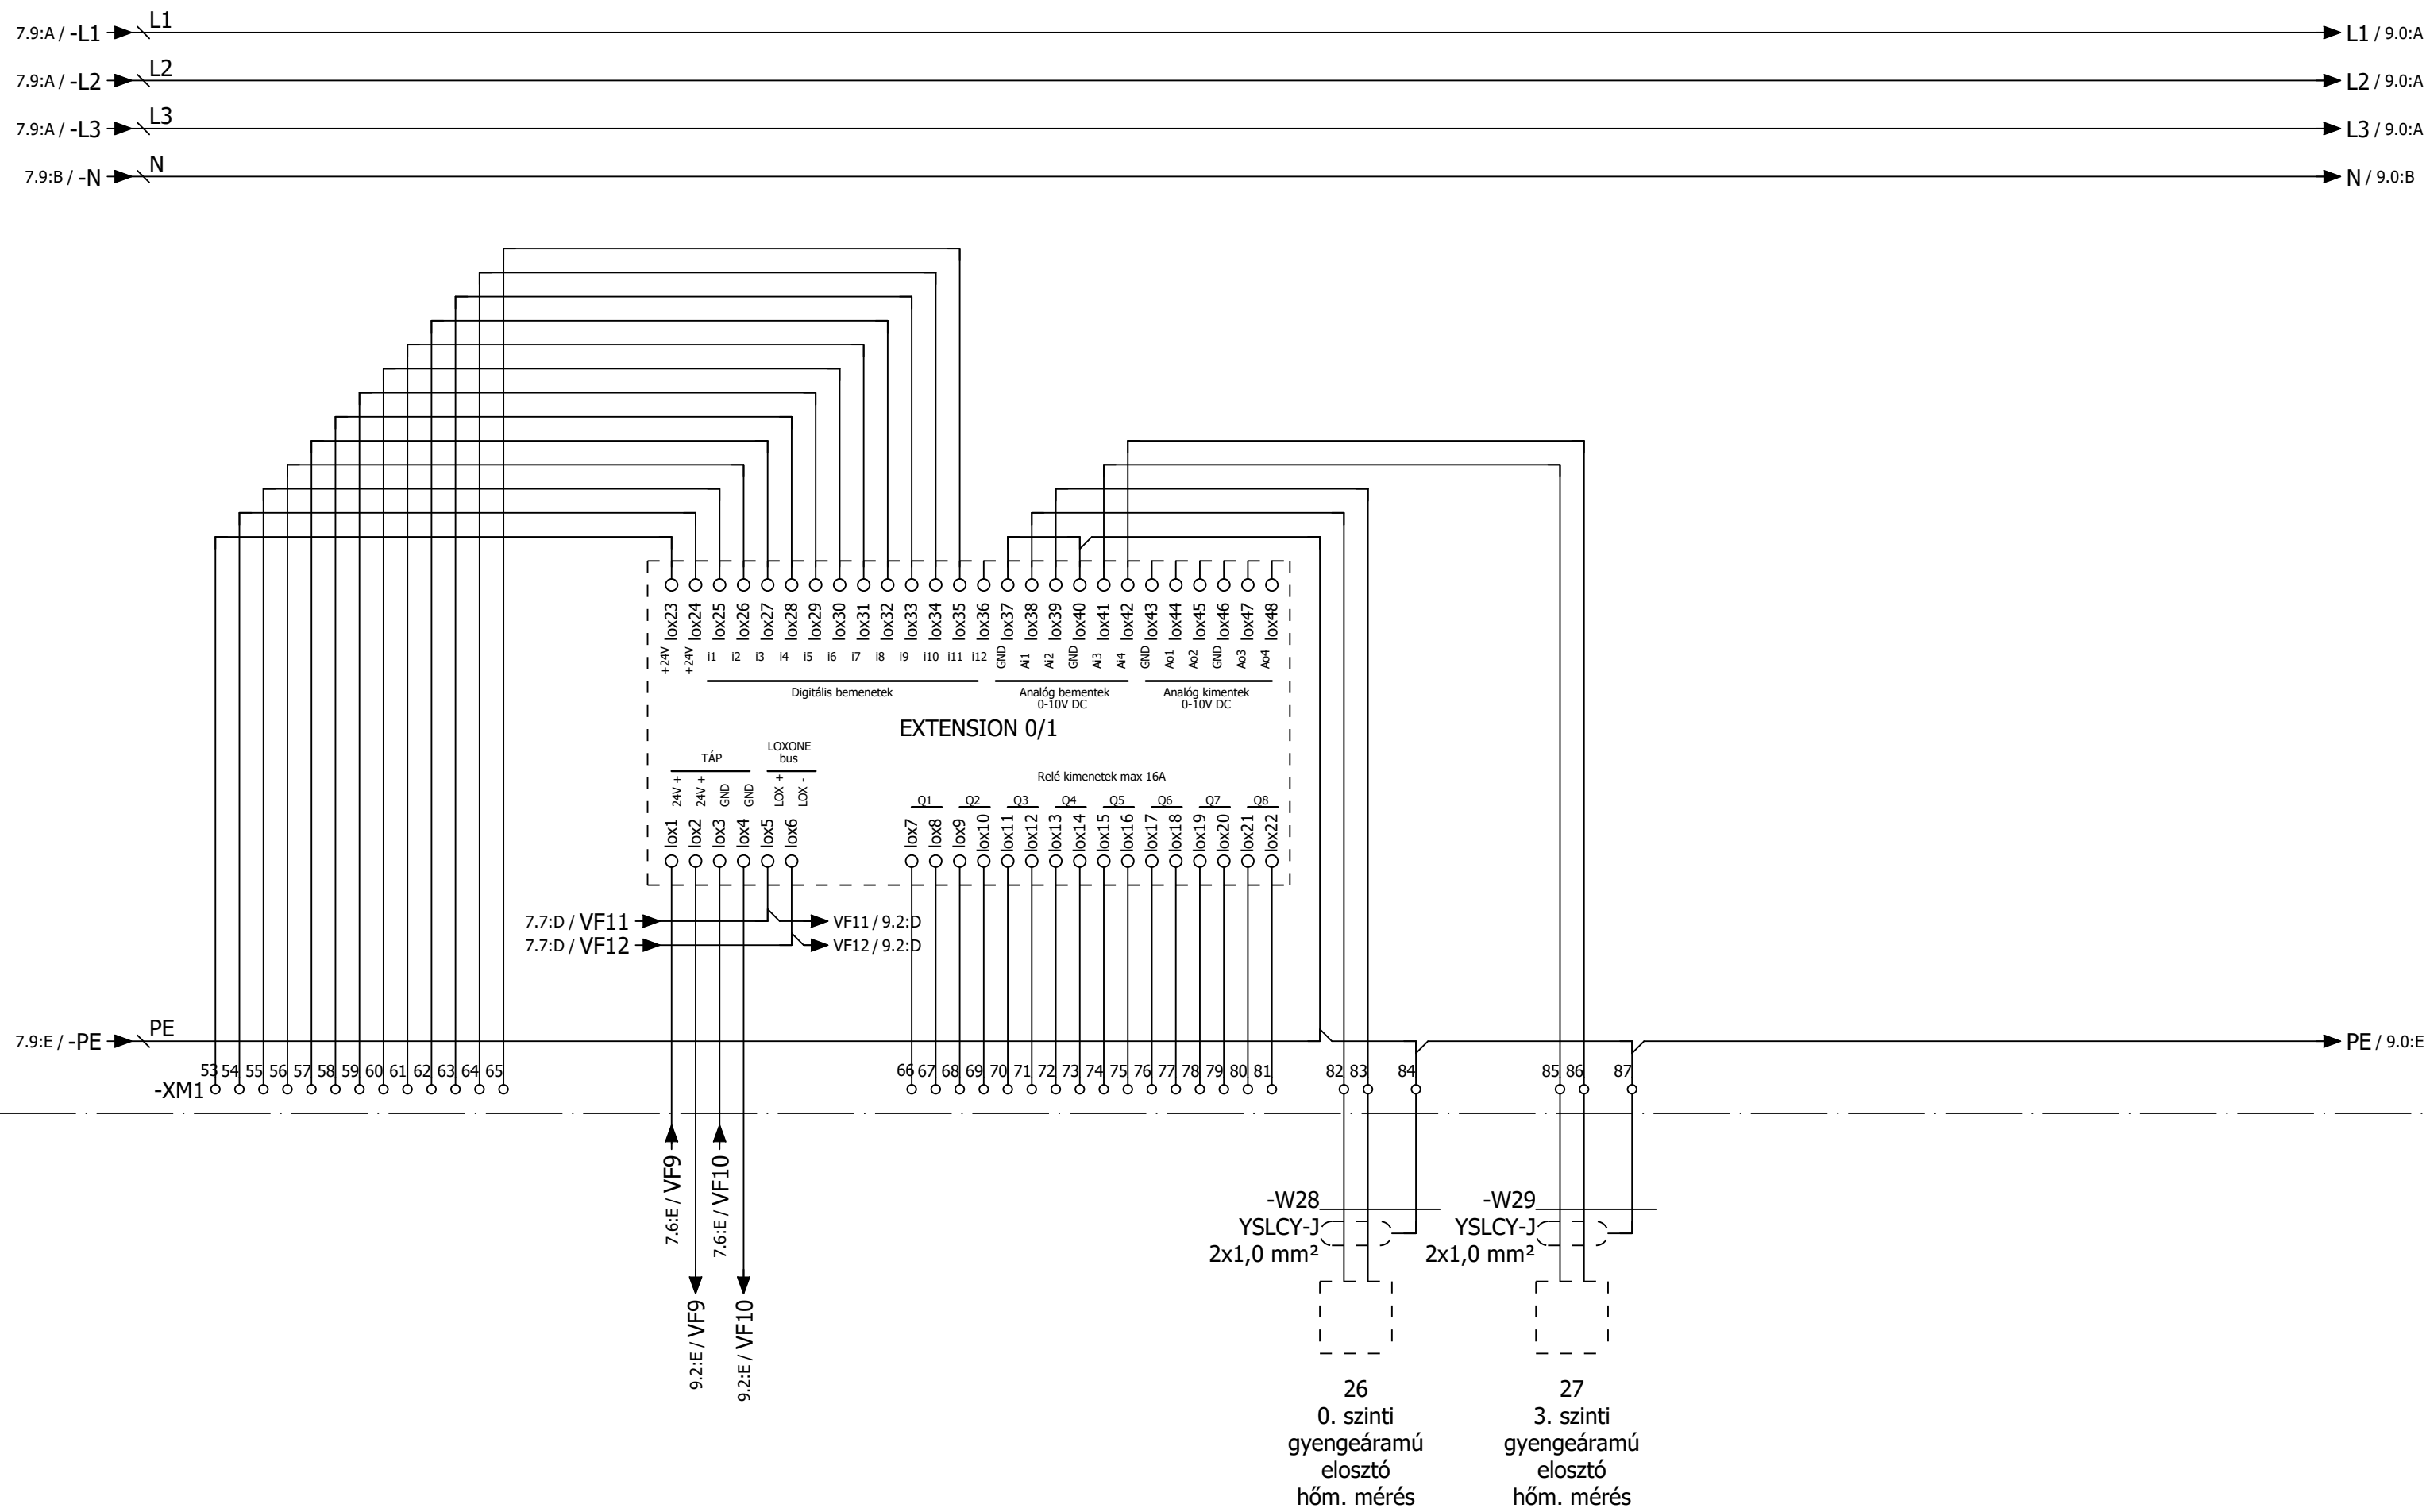 7.9:A / -L1 L1 L1 / 9.0:A
7.9:A / -L2 L2 L2 / 9.0:A
7.9:A / -L3 L3 L3 / 9.0:A
7.9:B / -N N N / 9.0:B
lox23 lox24 lox25 lox26 lox27 lox28 lox29 lox30 lox31 lox32 lox33 lox34 lox35 lox36 lox37 lox38 lox39 lox40 lox41 lox42 lox43 lox44 lox45 lox46 lox47 lox48
+24V +24V i1 i2 i3 i4 i5 i6 i7 i8 i9 i10 i11 i12 GND Ai1 Ai2 GND Ai3 Ai4 GND Ao1 Ao2 GND Ao3 Ao4
Digitális bemenetek
Analóg bementek
0-10V DC
Analóg kimentek
0-10V DC
EXTENSION 0/1
TÁP
LOXONE
bus
Relé kimenetek max 16A
24V + 24V + GND GND LOX + LOX -
Q1 Q2 Q3 Q4 Q5 Q6 Q7 Q8
lox1 lox2 lox3 lox4 lox5 lox6 lox7 lox8 lox9 lox10 lox11 lox12 lox13 lox14 lox15 lox16 lox17 lox18 lox19 lox20 lox21 lox22
7.7:D / VF11 VF11 / 9.2:D
7.7:D / VF12 VF12 / 9.2:D
7.9:E / -PE PE PE / 9.0:E
-XM1 53 54 55 56 57 58 59 60 61 62 63 64 65 66 67 68 69 70 71 72 73 74 75 76 77 78 79 80 81 82 83 84 85 86 87
7.6:E / VF9
9.2:E / VF9
7.6:E / VF10
9.2:E / VF10
-W28
YSLCY-J
2x1,0 mm²
-W29
YSLCY-J
2x1,0 mm²
26
0. szinti
gyengeáramú
elosztó
hőm. mérés
27
3. szinti
gyengeáramú
elosztó
hőm. mérés